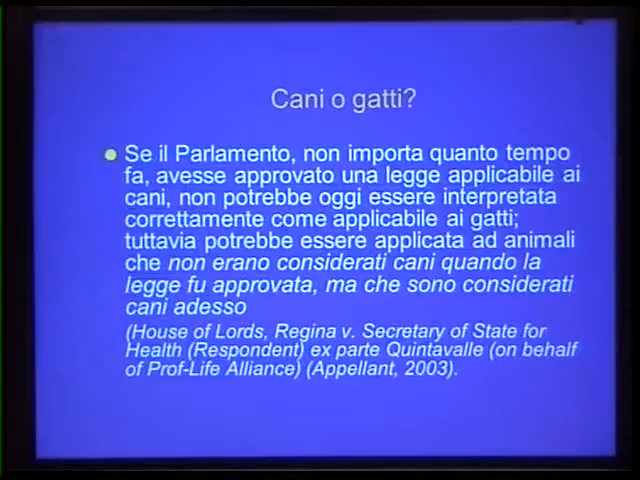 Cani o gatti?
Se il Parlamento, non importa quanto tempo
fa, avesse approvato una legge applicabile ai
cani, non potrebbe oggi essere interpretata
correttamente come applicabile ai gatti;
tuttavia potrebbe essere applicata ad animali
che non erano considerati cani quando la
legge fu approvata, ma che sono considerati
cani adesso
(House of Lords, Regina v. Secretary of State for
Health (Respondent) ex parte Quintavalle (on behalf
of Prof-Life Alliance) (Appellant, 2003).